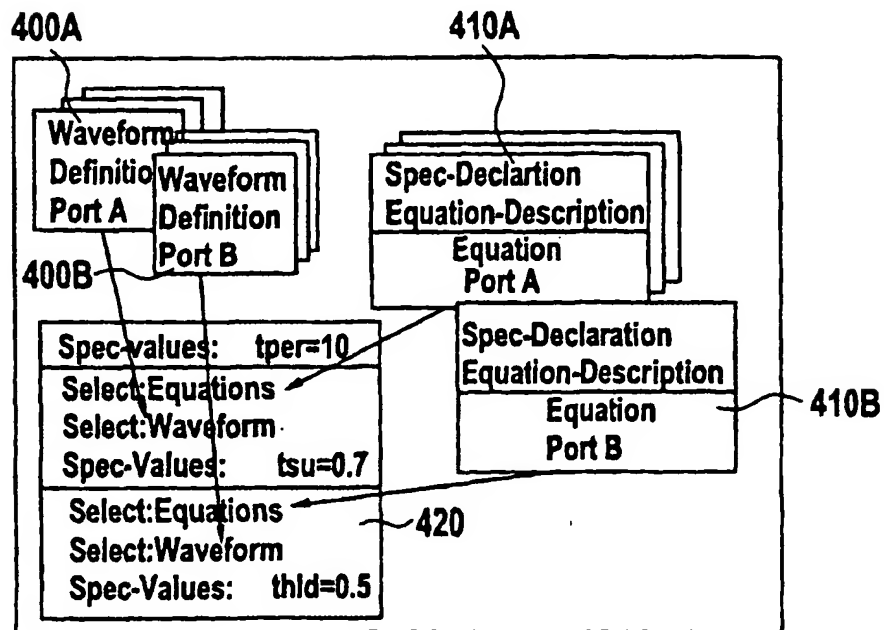 400A
410A
Waveform
Definitio
Port A
Waveform
Definition
Port B
400B
Spec-Declartion
Equation-Description
Equation
Port A
Spec-Declaration
Equation-Description
Equation
Port B
410B
Spec-values: tper=10
Select:Equations
Select:Waveform
Spec-Values: tsu=0.7
Select:Equations
Select:Waveform
Spec-Values: thld=0.5
420